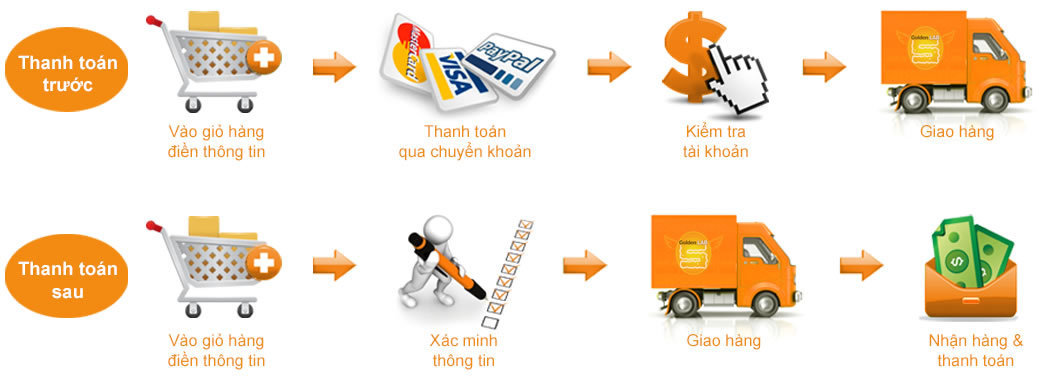 Thanh toán
trước
MasterCard
VISA
PayPal
GoldenLAB
Vào giỏ hàng
điền thông tin
Thanh toán
qua chuyển khoản
Kiểm tra
tài khoản
Giao hàng
Thanh toán
sau
GoldenLAB
Vào giỏ hàng
điền thông tin
Xác minh
thông tin
Giao hàng
Nhận hàng &
thanh toán